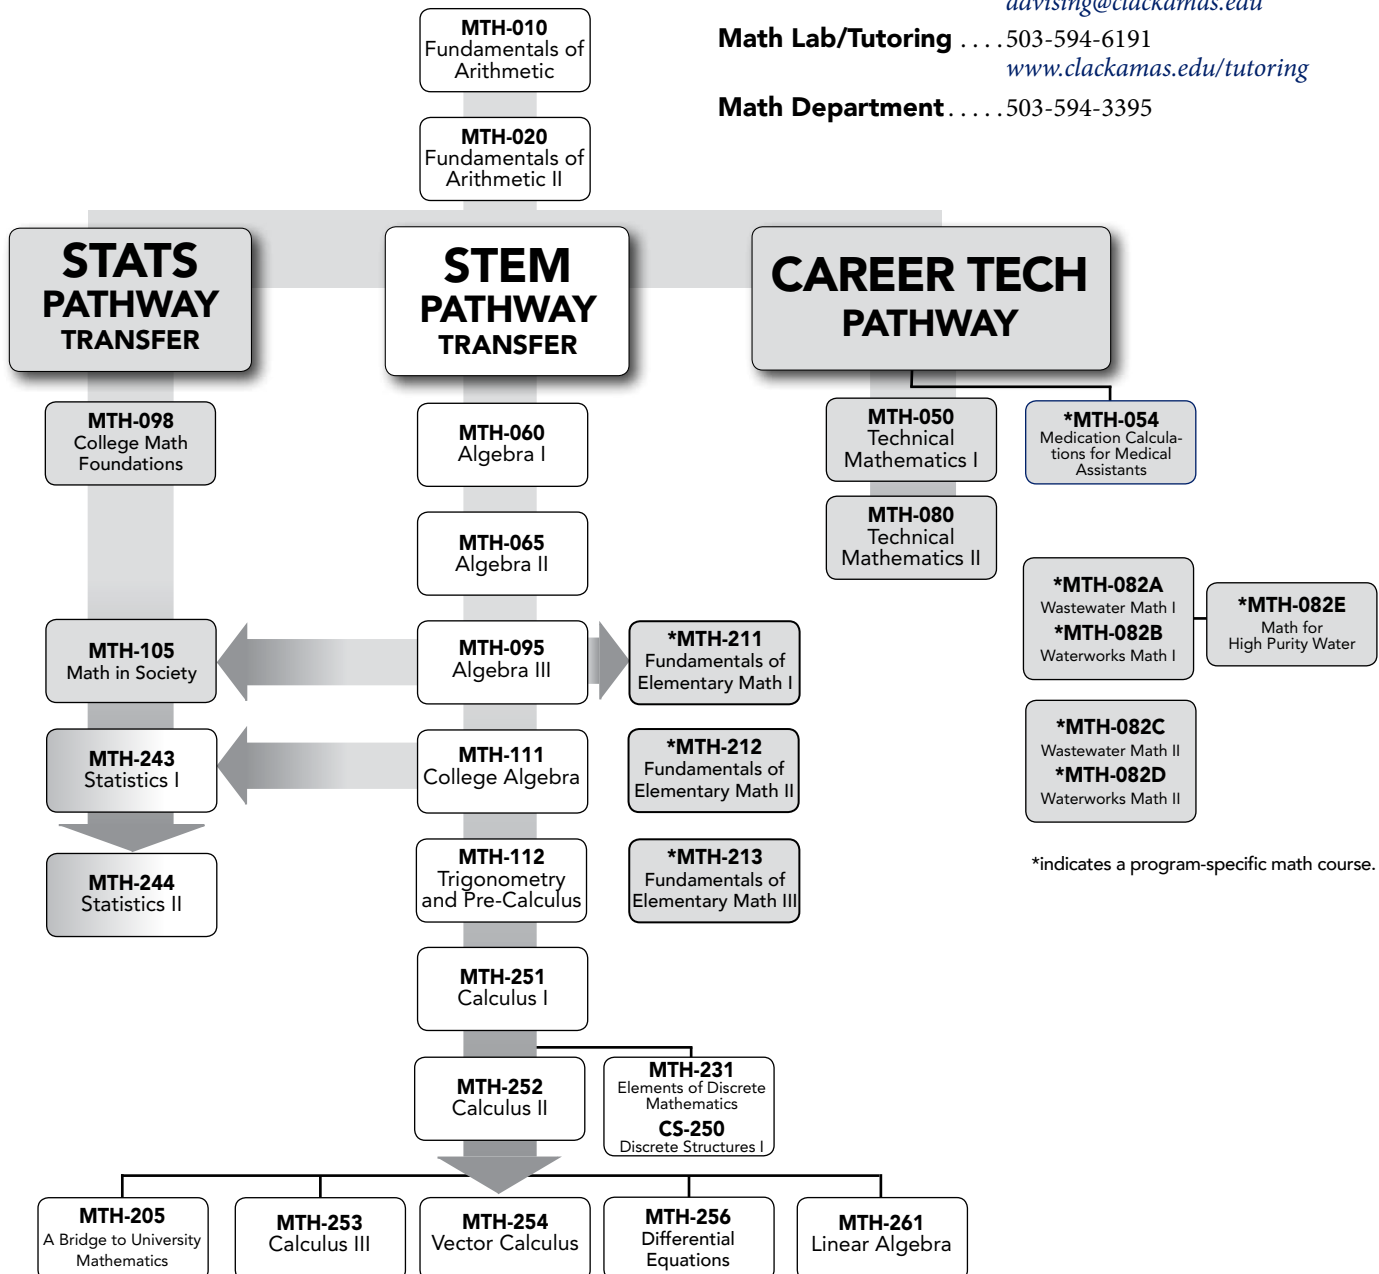 advising@clackamas.edu
Math Lab/Tutoring . . . . 503-594-6191
www.clackamas.edu/tutoring
Math Department . . . . . 503-594-3395
MTH-010
Fundamentals of
Arithmetic
MTH-020
Fundamentals of
Arithmetic II
STATS
PATHWAY
TRANSFER
STEM
PATHWAY
TRANSFER
CAREER TECH
PATHWAY
MTH-098
College Math
Foundations
MTH-060
Algebra I
MTH-050
Technical
Mathematics I
*MTH-054
Medication Calcula-
tions for Medical
Assistants
MTH-065
Algebra II
MTH-080
Technical
Mathematics II
*MTH-082A
Wastewater Math I
*MTH-082B
Waterworks Math I
*MTH-082E
Math for
High Purity Water
MTH-105
Math in Society
MTH-095
Algebra III
*MTH-211
Fundamentals of
Elementary Math I
*MTH-082C
Wastewater Math II
*MTH-082D
Waterworks Math II
MTH-243
Statistics I
MTH-111
College Algebra
*MTH-212
Fundamentals of
Elementary Math II
MTH-244
Statistics II
MTH-112
Trigonometry
and Pre-Calculus
*MTH-213
Fundamentals of
Elementary Math III
*indicates a program-specific math course.
MTH-251
Calculus I
MTH-252
Calculus II
MTH-231
Elements of Discrete
Mathematics
CS-250
Discrete Structures I
MTH-205
A Bridge to University
Mathematics
MTH-253
Calculus III
MTH-254
Vector Calculus
MTH-256
Differential
Equations
MTH-261
Linear Algebra